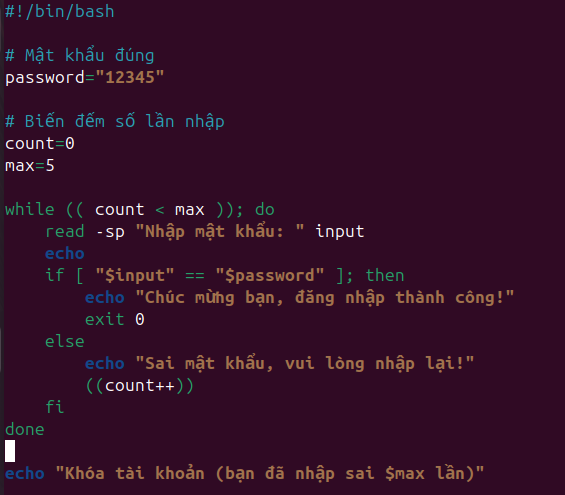 #!/bin/bash

# Mật khẩu đúng
password="12345"

# Biến đếm số lần nhập
count=0
max=5

while (( count < max )); do
    read -sp "Nhập mật khẩu: " input
    echo
    if [ "$input" == "$password" ]; then
        echo "Chúc mừng bạn, đăng nhập thành công!"
        exit 0
    else
        echo "Sai mật khẩu, vui lòng nhập lại!"
        ((count++))
    fi
done

echo "Khóa tài khoản (bạn đã nhập sai $max lần)"